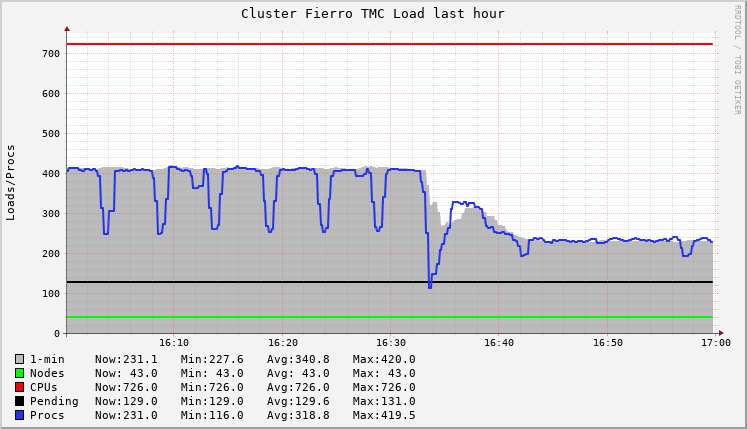 Cluster Fierro TMC Load last hour
RRDTOOL / TOBI OETIKER
Loads/Procs
700
600
500
400
300
200
100
0
16:10 16:20 16:30 16:40 16:50 17:00
1-min Now:231.1 Min:227.6 Avg:340.8 Max:420.0
Nodes Now: 43.0 Min: 43.0 Avg: 43.0 Max: 43.0
CPUs Now:726.0 Min:726.0 Avg:726.0 Max:726.0
Pending Now:129.0 Min:129.0 Avg:129.6 Max:131.0
Procs Now:231.0 Min:116.0 Avg:318.8 Max:419.5